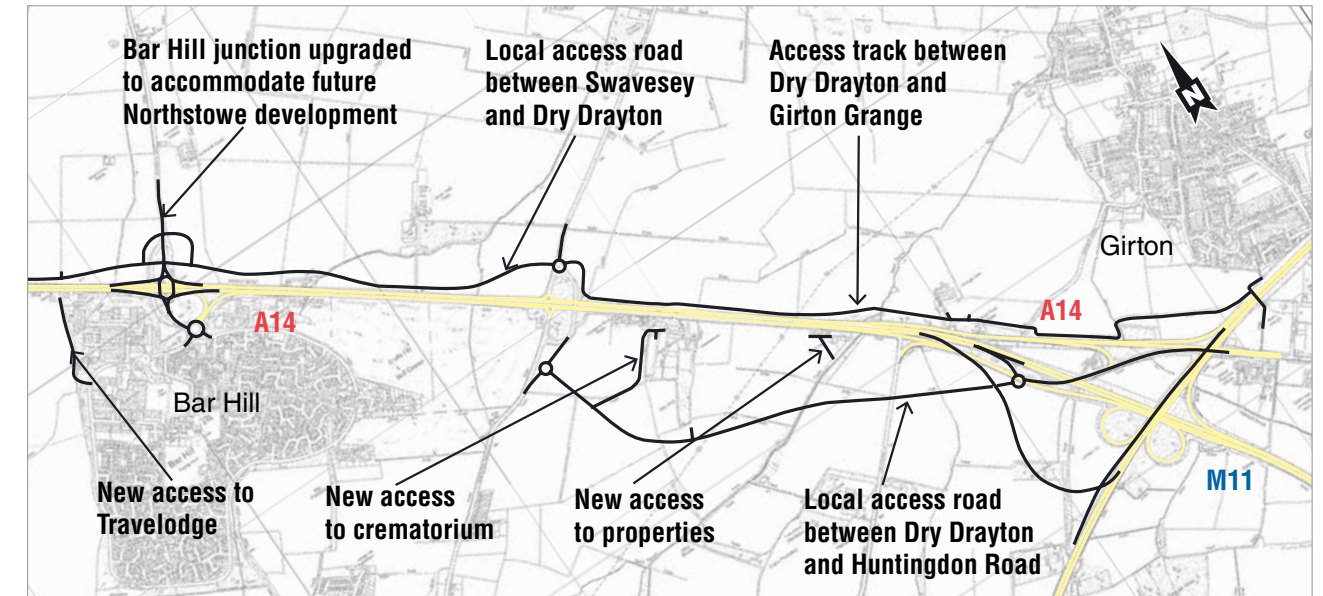 Bar Hill junction upgraded
to accommodate future
Northstowe development
Local access road
between Swavesey
and Dry Drayton
Access track between
Dry Drayton and
Girton Grange
N
Girton
A14
A14
Bar Hill
M11
New access to
Travelodge
New access
to crematorium
New access
to properties
Local access road
between Dry Drayton
and Huntingdon Road